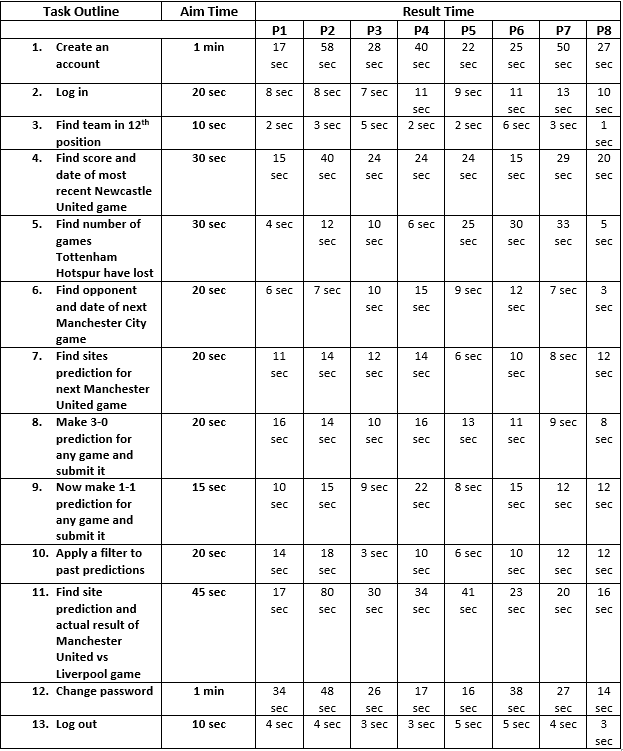 Task Outline Aim Time Result Time
P1 P2 P3 P4 P5 P6 P7 P8
1. Create an 1 min 17 58 28 40 22 25 50 27
account sec sec sec sec sec sec sec sec
2. Log in 20 sec 8 sec 8 sec 7 sec 11 9 sec 11 13 10
sec sec sec sec
3. Find team in 12th 10 sec 2 sec 3 sec 5 sec 2 sec 2 sec 6 sec 3 sec 1
position sec
4. Find score and 30 sec 15 40 24 24 24 15 29 20
date of most sec sec sec sec sec sec sec sec
recent Newcastle
United game
5. Find number of 30 sec 4 sec 12 10 6 sec 25 30 33 5
games sec sec sec sec sec sec
Tottenham
Hotspur have lost
6. Find opponent 20 sec 6 sec 7 sec 10 15 9 sec 12 7 sec 3
and date of next sec sec sec sec
Manchester City
game
7. Find sites 20 sec 11 14 12 14 6 sec 10 8 sec 12
prediction for sec sec sec sec sec sec
next Manchester
United game
8. Make 3-0 20 sec 16 14 10 16 13 11 9 sec 8
prediction for sec sec sec sec sec sec sec
any game and
submit it
9. Now make 1-1 15 sec 10 15 9 sec 22 8 sec 15 12 12
prediction for sec sec sec sec sec sec
any game and
submit it
10. Apply a filter to 20 sec 14 18 3 sec 10 6 sec 10 12 12
past predictions sec sec sec sec sec sec
11. Find site 45 sec 17 80 30 34 41 23 20 16
prediction and sec sec sec sec sec sec sec sec
actual result of
Manchester
United vs
Liverpool game
12. Change password 1 min 34 48 26 17 16 38 27 14
sec sec sec sec sec sec sec sec
13. Log out 10 sec 4 sec 4 sec 3 sec 3 sec 5 sec 5 sec 4 sec 3
sec